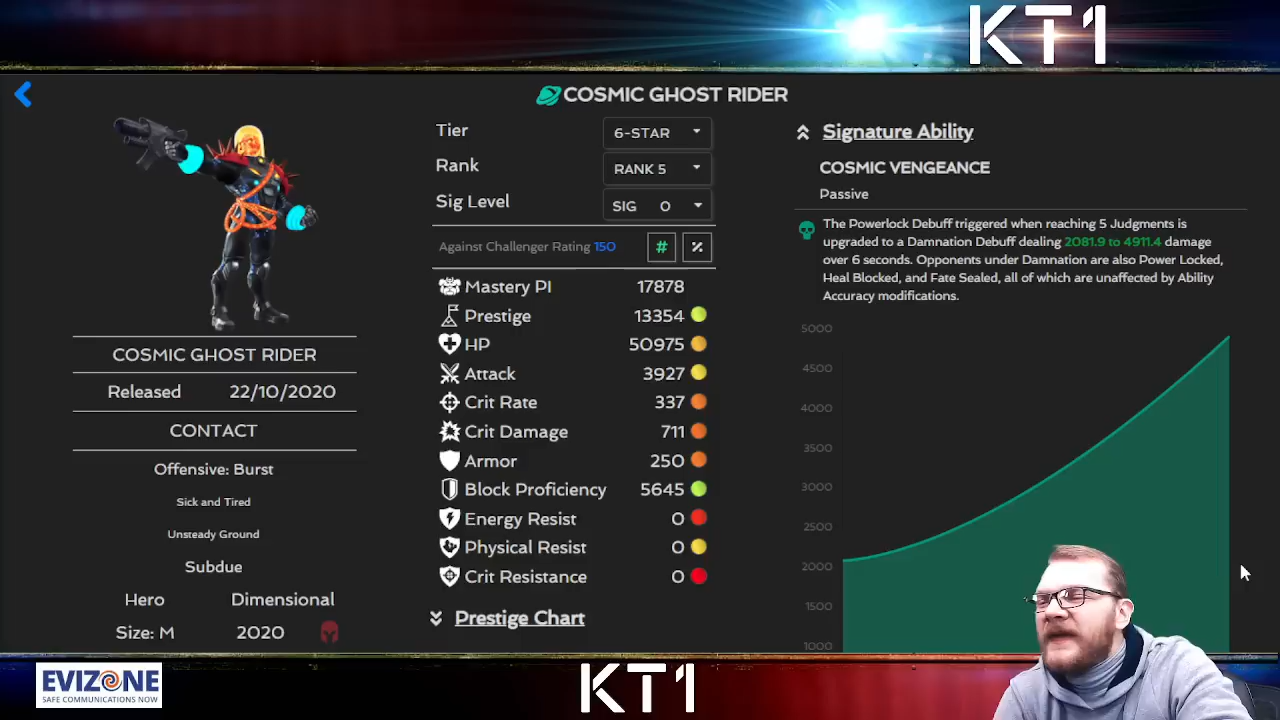 KT1
COSMIC GHOST RIDER
Tier 6-STAR
Rank RANK 5
Sig Level SIG 0
Against Challenger Rating 150 #
Mastery PI 17878
Prestige 13354
HP 50975
Attack 3927
Crit Rate 337
Crit Damage 711
Armor 250
Block Proficiency 5645
Energy Resist 0
Physical Resist 0
Crit Resistance 0
Prestige Chart
COSMIC GHOST RIDER
Released 22/10/2020
CONTACT
Offensive: Burst
Sick and Tired
Unsteady Ground
Subdue
Hero Dimensional
Size: M 2020
Signature Ability
COSMIC VENGEANCE
Passive
The Powerlock Debuff triggered when reaching 5 Judgments is
upgraded to a Damnation Debuff dealing 2081.9 to 4911.4 damage
over 6 seconds. Opponents under Damnation are also Power Locked,
Heal Blocked, and Fate Sealed, all of which are unaffected by Ability
Accuracy modifications.
5000
4500
4000
3500
3000
2500
2000
1500
1000
EVIZONE
SAFE COMMUNICATIONS NOW
KT1